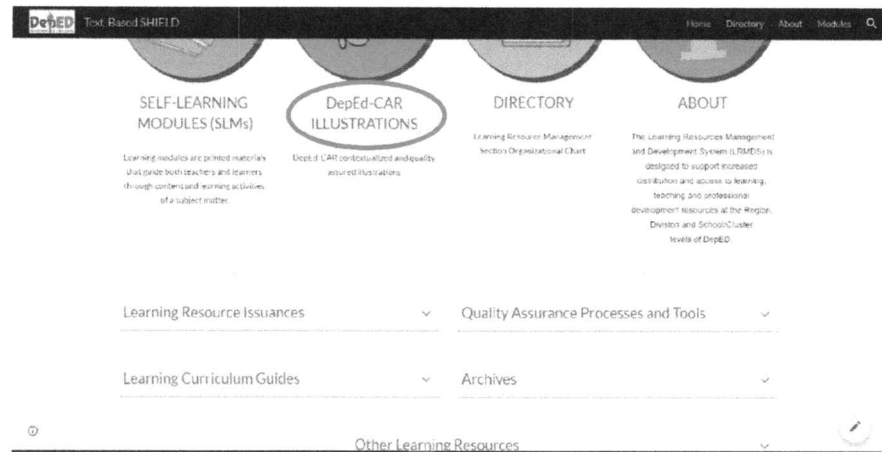 DepED
Text Based SHIELD
Home Directory About Modules
SELF-LEARNING
MODULES (SLMs)
Learning modules are printed materials
that guide both teachers and learners
through content and learning activities
of a subject matter.
DepEd-CAR
ILLUSTRATIONS
DepEd CAR contextualized and quality
assured illustrations
DIRECTORY
Learning Resource Management
Section Organizational Chart
ABOUT
The Learning Resources Management
and Development System (LRMDS) is
designed to support increased
distribution and access to learning,
teaching and professional
development resources at the Region,
Division and School/Cluster
levels of DepED.
Learning Resource Issuances
Quality Assurance Processes and Tools
Learning Curriculum Guides
Archives
Other Learning Resources